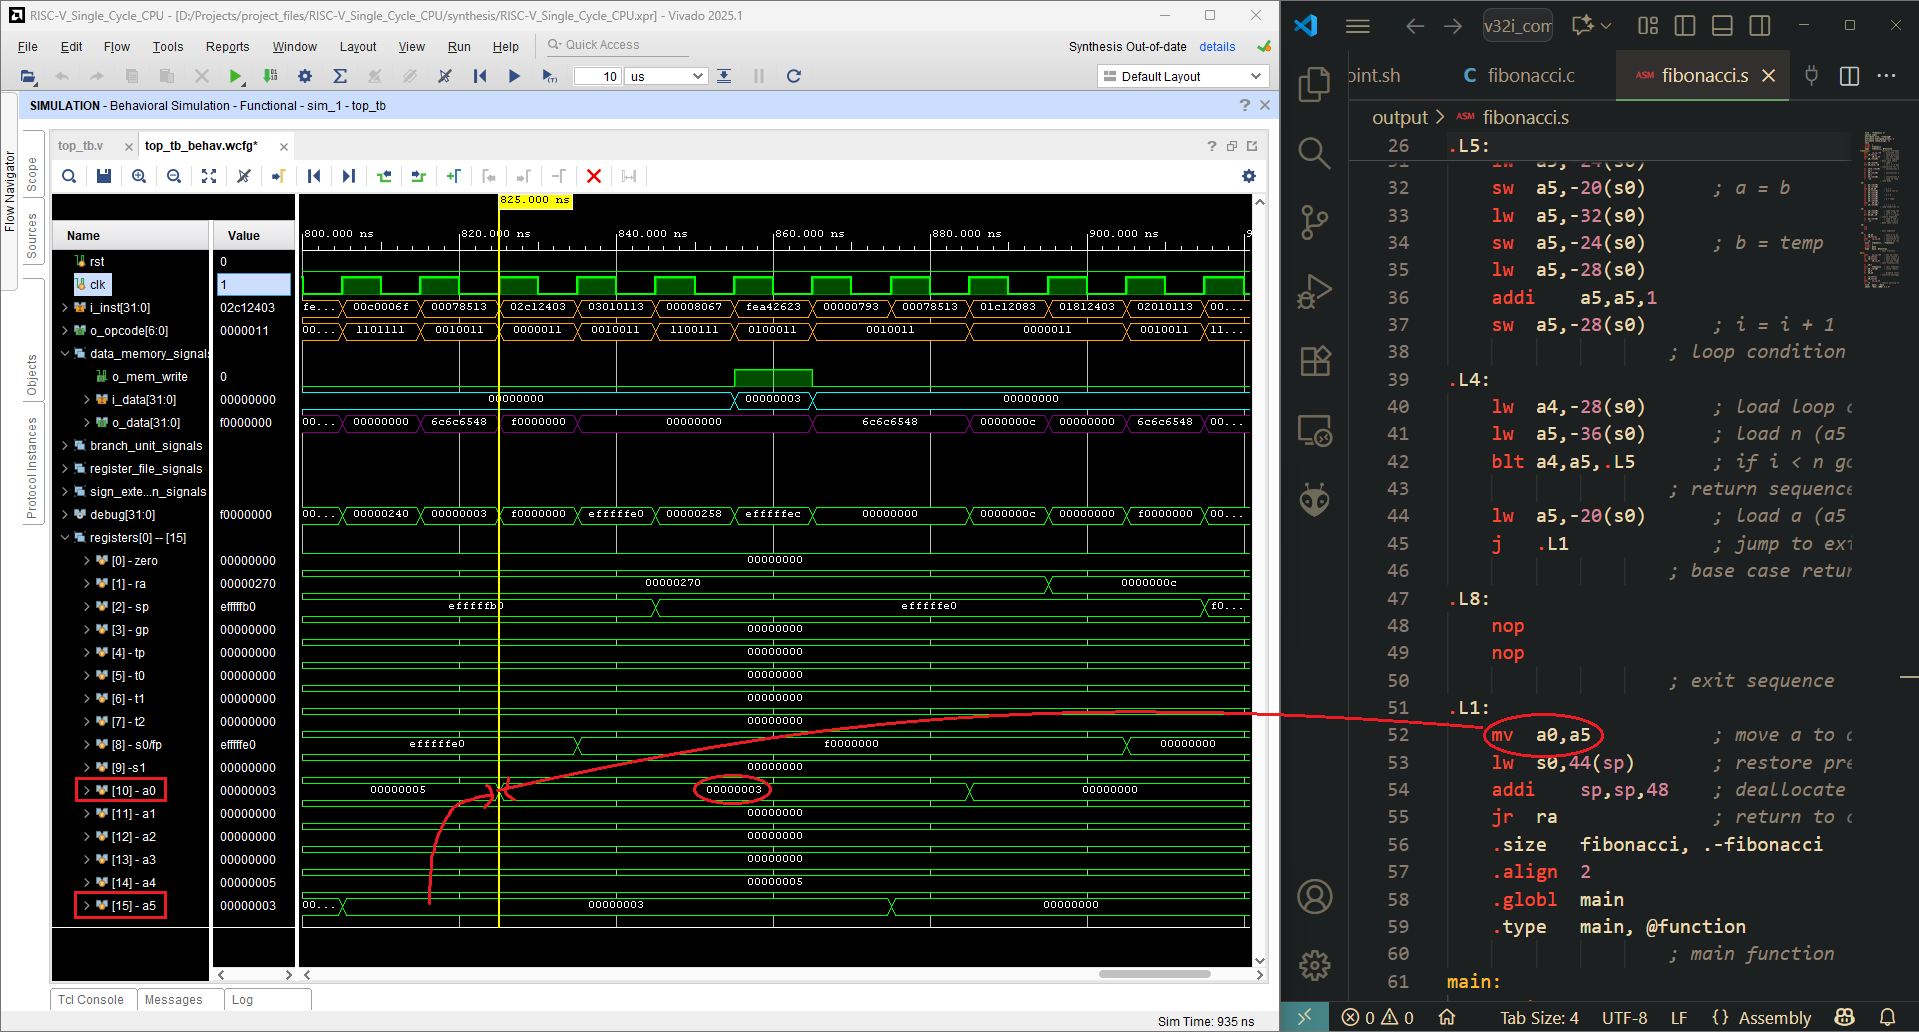 RISC-V_Single_Cycle_CPU - [D:/Projects/project_files/RISC-V_Single_Cycle_CPU/synthesis/RISC-V_Single_Cycle_CPU.xpr] - Vivado 2025.1
File Edit Flow Tools Reports Window Layout View Run Help Quick Access
Synthesis Out-of-date details
10 us Default Layout
SIMULATION - Behavioral Simulation - Functional - sim_1 - top_tb
Flow Navigator
Scope
Sources
Objects
Protocol Instances
top_tb.v top_tb_behav.wcfg*
825.000 ns
Name Value
800.000 ns 820.000 ns 840.000 ns 860.000 ns 880.000 ns 900.000 ns 9
rst 0
clk 1
i_inst[31:0] 02c12403 fe... 00c0006f 00078513 02c12403 03010113 00008067 fea42623 00000793 00078513 01c12083 01812403 02010113 00...
o_opcode[6:0] 0000011 00... 1101111 0010011 0000011 0010011 1100111 0100011 0010011 0000011 0010011 11...
data_memory_signals
o_mem_write 0
i_data[31:0] 00000000 00000000 00000003 00000000
o_data[31:0] f0000000 00... 00000000 6c6c6548 f0000000 00000000 6c6c6548 0000000c 00000000 6c6c6548 00...
branch_unit_signals
register_file_signals
sign_exte...n_signals
debug[31:0] f0000000 00... 00000240 00000003 f0000000 efffffe0 00000258 efffffec 00000000 0000000c 00000000 f0000000 00...
registers[0] -- [15]
[0] - zero 00000000 00000000
[1] - ra 00000270 00000270 0000000c
[2] - sp efffffb0 efffffb0 efffffe0 f0...
[3] - gp 00000000 00000000
[4] - tp 00000000 00000000
[5] - t0 00000000 00000000
[6] - t1 00000000 00000000
[7] - t2 00000000 00000000
[8] - s0/fp efffffe0 efffffe0 f0000000 00000000
[9] -s1 00000000 00000000
[10] - a0 00000003 00000005 00000003 00000000
[11] - a1 00000000 00000000
[12] - a2 00000000 00000000
[13] - a3 00000000 00000000
[14] - a4 00000005 00000005
[15] - a5 00000003 00... 00000003 00000000
Tcl Console Messages Log
Sim Time: 935 ns
v32i_com
oint.sh C fibonacci.c ASM fibonacci.s
output > ASM fibonacci.s
26 .L5:
31 lw a5,-24(s0)
32 sw a5,-20(s0) ; a = b
33 lw a5,-32(s0)
34 sw a5,-24(s0) ; b = temp
35 lw a5,-28(s0)
36 addi a5,a5,1
37 sw a5,-28(s0) ; i = i + 1
38 ; loop condition
39 .L4:
40 lw a4,-28(s0) ; load loop c
41 lw a5,-36(s0) ; load n (a5
42 blt a4,a5,.L5 ; if i < n go
43 ; return sequence
44 lw a5,-20(s0) ; load a (a5
45 j .L1 ; jump to exi
46 ; base case retur
47 .L8:
48 nop
49 nop
50 ; exit sequence
51 .L1:
52 mv a0,a5 ; move a to a
53 lw s0,44(sp) ; restore pre
54 addi sp,sp,48 ; deallocate
55 jr ra ; return to c
56 .size fibonacci, .-fibonacci
57 .align 2
58 .globl main
59 .type main, @function
60 ; main function
61 main:
0 0 Tab Size: 4 UTF-8 LF {} Assembly